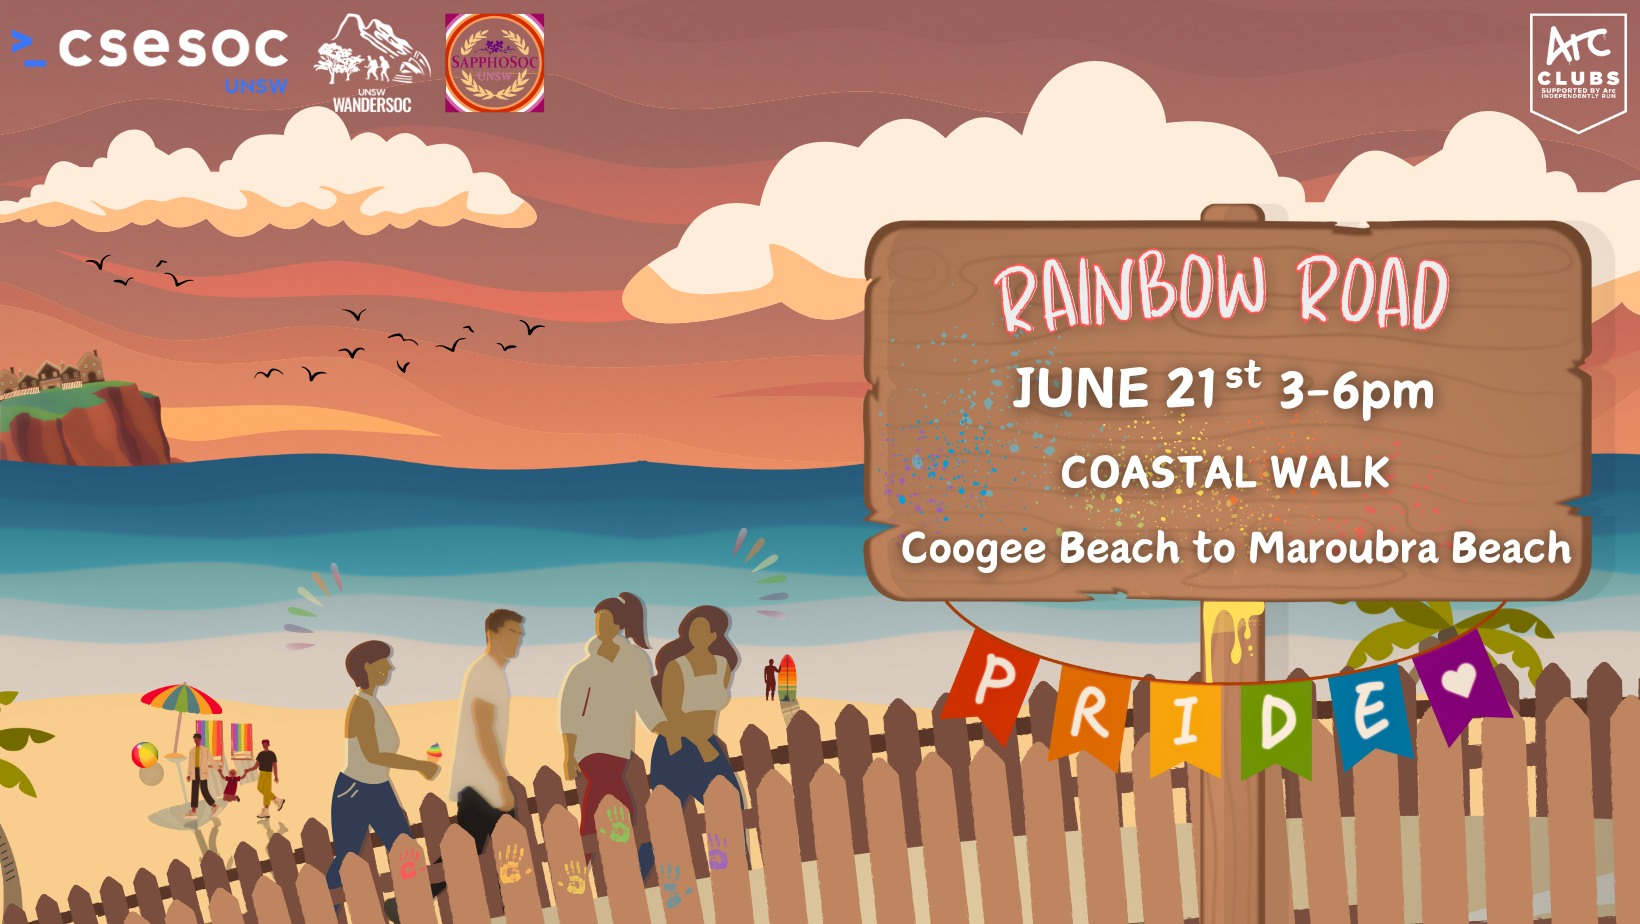 >_ csesoc
UNSW
UNSW
WANDERSOC
SAPPHOSOC
UNSW
Arc
CLUBS
SUPPORTED BY Arc
INDEPENDENTLY RUN
RAINBOW ROAD
JUNE 21st 3-6pm
COASTAL WALK
Coogee Beach to Maroubra Beach
PRIDE